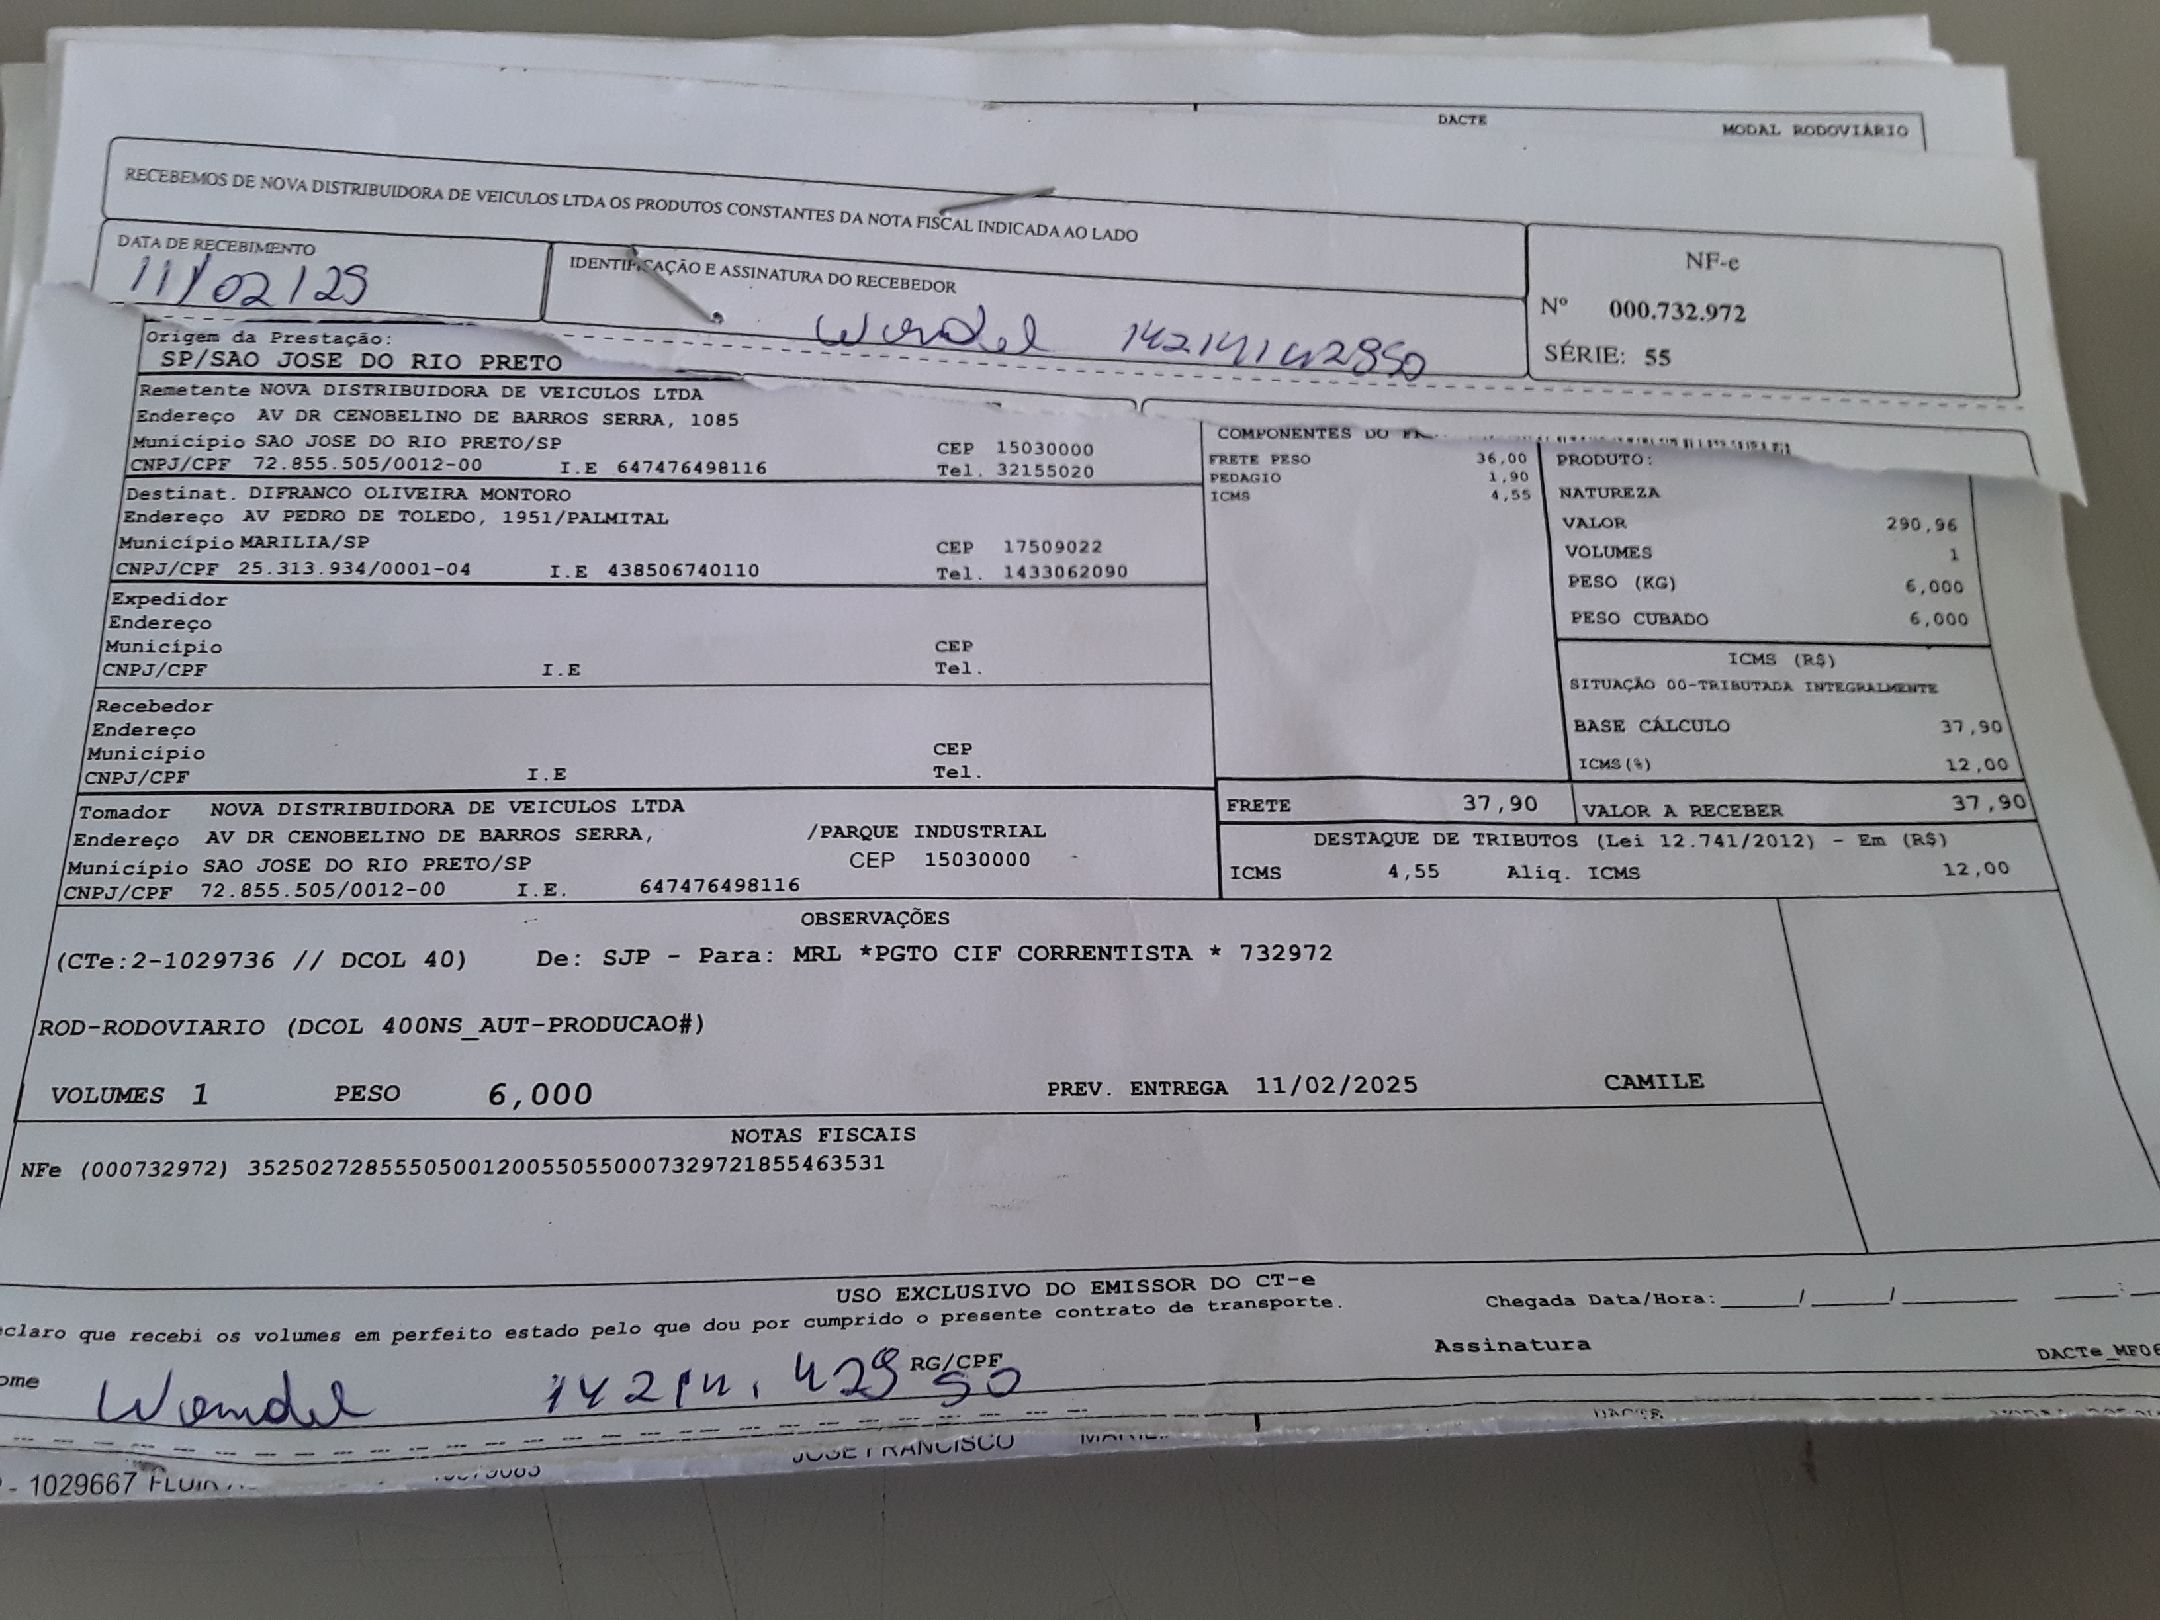 DACTE MODAL RODOVIÁRIO
RECEBEMOS DE NOVA DISTRIBUIDORA DE VEICULOS LTDA OS PRODUTOS CONSTANTES DA NOTA FISCAL INDICADA AO LADO
DATA DE RECEBIMENTO
11/02/25
IDENTIFICAÇÃO E ASSINATURA DO RECEBEDOR
Wendel
NF-e
Nº 000.732.972
SÉRIE: 55
Origem da Prestação:
SP/SAO JOSE DO RIO PRETO
Remetente NOVA DISTRIBUIDORA DE VEICULOS LTDA
Endereço AV DR CENOBELINO DE BARROS SERRA, 1085
Município SAO JOSE DO RIO PRETO/SP CEP 15030000
CNPJ/CPF 72.855.505/0012-00 I.E 647476498116 Tel. 32155020
Destinat. DIFRANCO OLIVEIRA MONTORO
Endereço AV PEDRO DE TOLEDO, 1951/PALMITAL
Município MARILIA/SP CEP 17509022
CNPJ/CPF 25.313.934/0001-04 I.E 438506740110 Tel. 1433062090
Expedidor
Endereço
Município CEP
CNPJ/CPF I.E Tel.
Recebedor
Endereço
Município CEP
CNPJ/CPF I.E Tel.
Tomador NOVA DISTRIBUIDORA DE VEICULOS LTDA
Endereço AV DR CENOBELINO DE BARROS SERRA, /PARQUE INDUSTRIAL
Município SAO JOSE DO RIO PRETO/SP CEP 15030000
CNPJ/CPF 72.855.505/0012-00 I.E. 647476498116
COMPONENTES DO
FRETE PESO 36,00
PEDAGIO 1,90
ICMS 4,55
PRODUTO:
NATUREZA
VALOR 290,96
VOLUMES 1
PESO (KG) 6,000
PESO CUBADO 6,000
ICMS (R$)
SITUAÇÃO 00-TRIBUTADA INTEGRALMENTE
BASE CÁLCULO 37,90
ICMS(%) 12,00
FRETE 37,90 VALOR A RECEBER 37,90
DESTAQUE DE TRIBUTOS (Lei 12.741/2012) - Em (R$)
ICMS 4,55 Aliq. ICMS 12,00
OBSERVAÇÕES
(CTe:2-1029736 // DCOL 40) De: SJP - Para: MRL *PGTO CIF CORRENTISTA * 732972
ROD-RODOVIARIO (DCOL 400NS_AUT-PRODUCAO#)
VOLUMES 1 PESO 6,000 PREV. ENTREGA 11/02/2025 CAMILE
NOTAS FISCAIS
NFe (000732972) 35250272855505001200550550007329721855463531
USO EXCLUSIVO DO EMISSOR DO CT-e
claro que recebi os volumes em perfeito estado pelo que dou por cumprido o presente contrato de transporte.
Chegada Data/Hora:_____/_____/_______ ____:__
ome Wendel RG/CPF
Assinatura
DACTe_MF06
DACTE
- 1029667
JOSE FRANCISCO